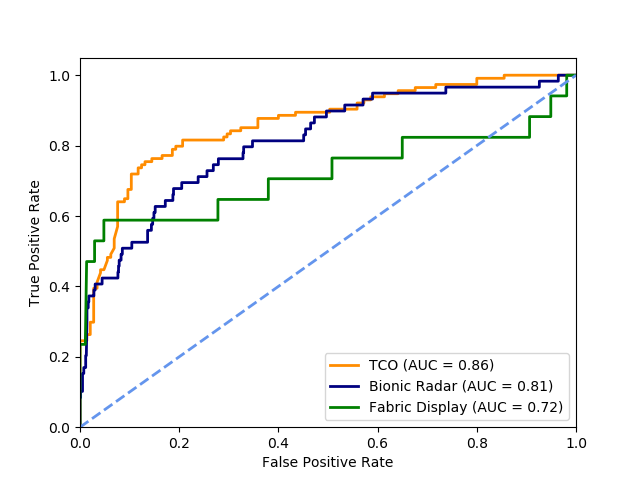 1.0
0.8
0.6
0.4
0.2
0.0
True Positive Rate
TCO (AUC = 0.86)
Bionic Radar (AUC = 0.81)
Fabric Display (AUC = 0.72)
0.0 0.2 0.4 0.6 0.8 1.0
False Positive Rate